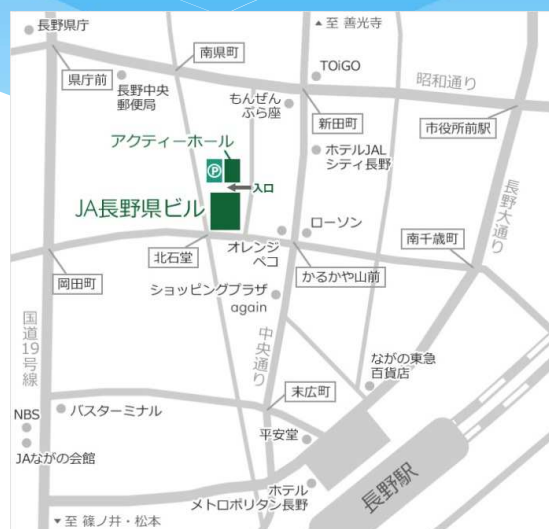 長野県庁
▲至 善光寺
南県町
県庁前
TOiGO
昭和通り
長野中央
郵便局
もんぜん
ぷら座
新田町
市役所前駅
アクティーホール
ホテルJAL
シティ長野
P
入口
JA長野県ビル
長野大通り
ローソン
オレンジ
ペコ
南千歳町
北石堂
かるかや山前
岡田町
ショッピングプラザ
again
国道19号線
中央通り
ながの東急
百貨店
末広町
NBS
バスターミナル
平安堂
JAながの会館
長野駅
ホテル
メトロポリタン長野
▼至 篠ノ井・松本